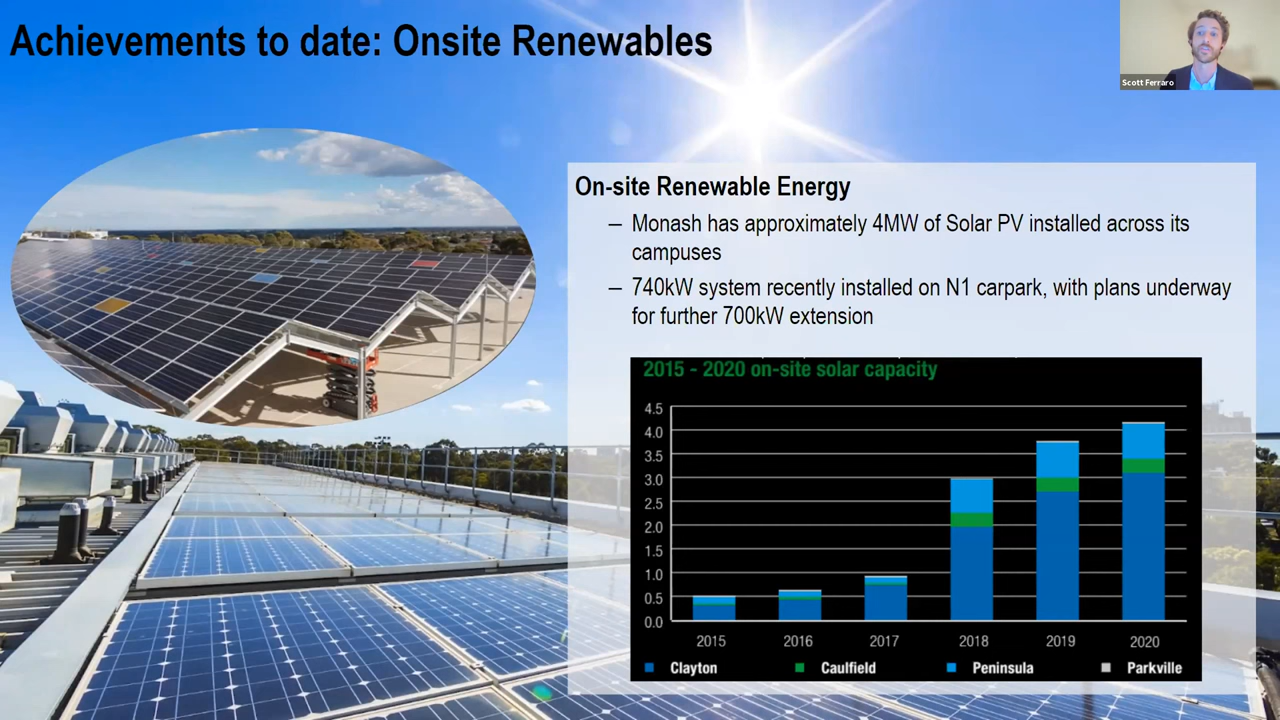 Achievements to date: Onsite Renewables
Scott Ferraro
On-site Renewable Energy
– Monash has approximately 4MW of Solar PV installed across its
campuses
– 740kW system recently installed on N1 carpark, with plans underway
for further 700kW extension
2015 - 2020 on-site solar capacity
4.5
4.0
3.5
3.0
2.5
2.0
1.5
1.0
0.5
0.0
2015 2016 2017 2018 2019 2020
Clayton Caulfield Peninsula Parkville